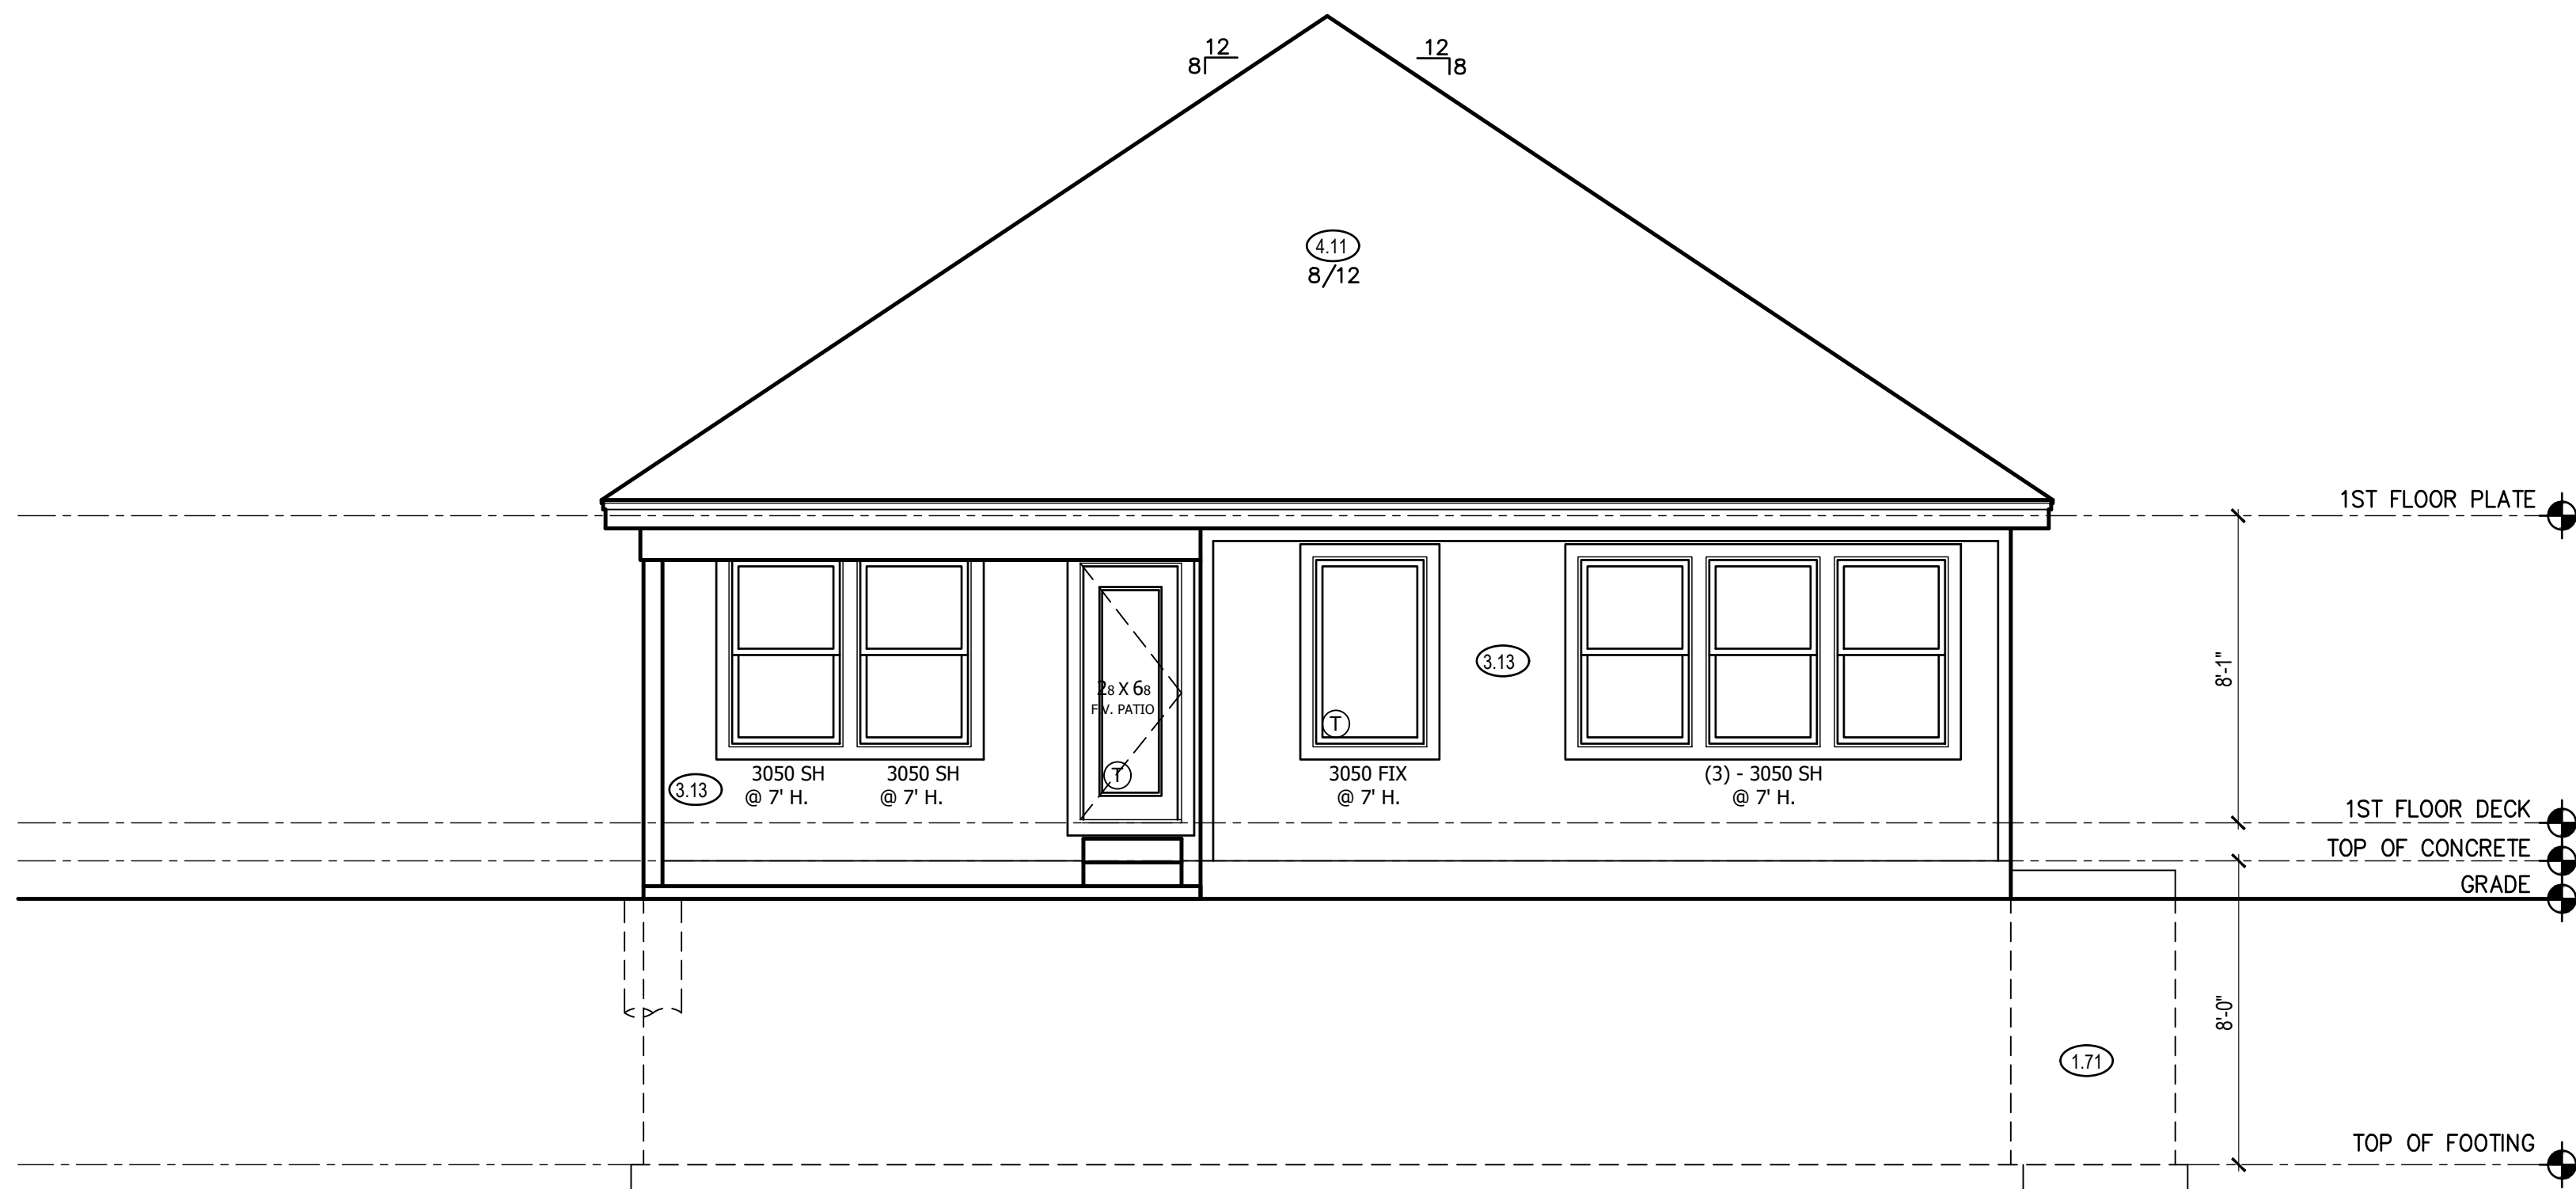 12
8
12
8
4.11
8/12
1ST FLOOR PLATE
8'-1"
3.13
28 X 68
F.V. PATIO
T
T
3050 SH
@ 7' H.
3050 SH
@ 7' H.
3050 FIX
@ 7' H.
(3) - 3050 SH
@ 7' H.
3.13
1ST FLOOR DECK
TOP OF CONCRETE
GRADE
8'-0"
1.71
TOP OF FOOTING